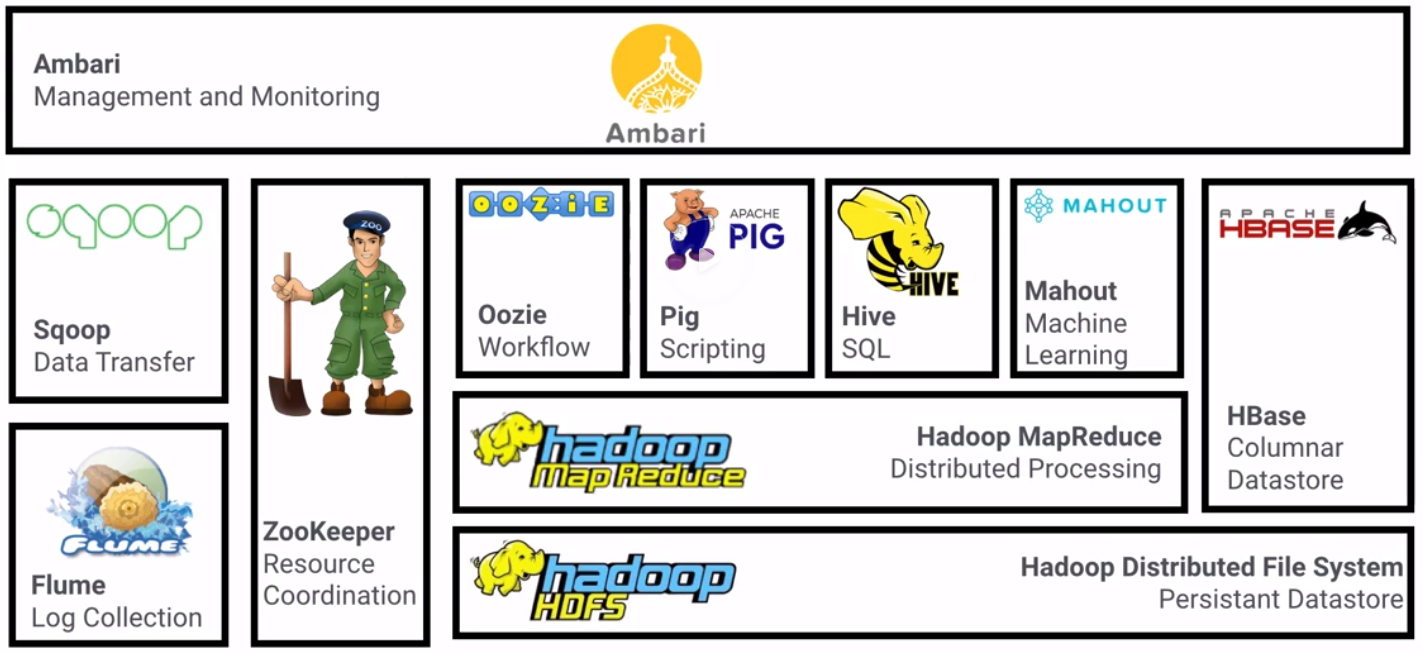 Ambari
Management and Monitoring
Ambari
sqoop
Sqoop
Data Transfer
FLUME
Flume
Log Collection
ZOO
ZooKeeper
Resource
Coordination
OOZiE
Oozie
Workflow
APACHE
PIG
Pig
Scripting
HIVE
Hive
SQL
MAHOUT
Mahout
Machine
Learning
APACHE
HBASE
HBase
Columnar
Datastore
hadoop
Map Reduce
Hadoop MapReduce
Distributed Processing
hadoop
HDFS
Hadoop Distributed File System
Persistant Datastore